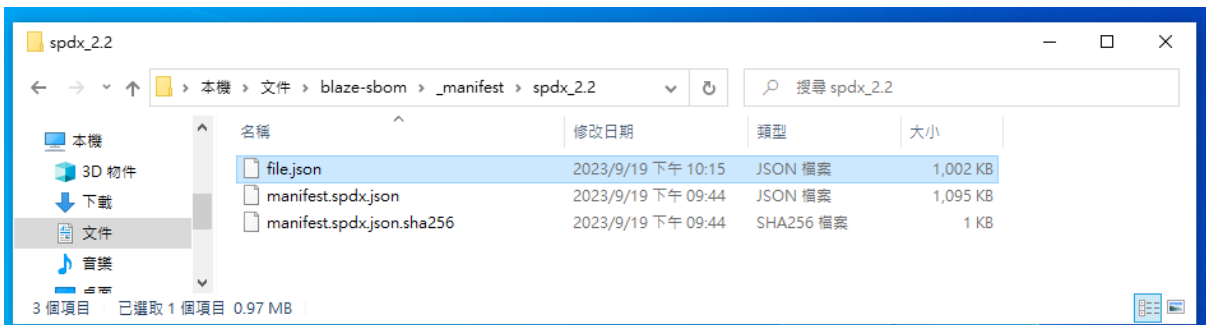 spdx_2.2
本機 > 文件 > blaze-sbom > _manifest > spdx_2.2
搜尋 spdx_2.2
本機
3D 物件
下載
文件
音樂
桌面
名稱 修改日期 類型 大小
file.json 2023/9/19 下午 10:15 JSON 檔案 1,002 KB
manifest.spdx.json 2023/9/19 下午 09:44 JSON 檔案 1,095 KB
manifest.spdx.json.sha256 2023/9/19 下午 09:44 SHA256 檔案 1 KB
3 個項目 已選取 1 個項目 0.97 MB